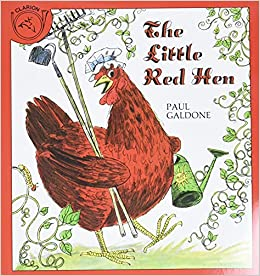 CLARION
The
Little
Red Hen
PAUL
GALDONE